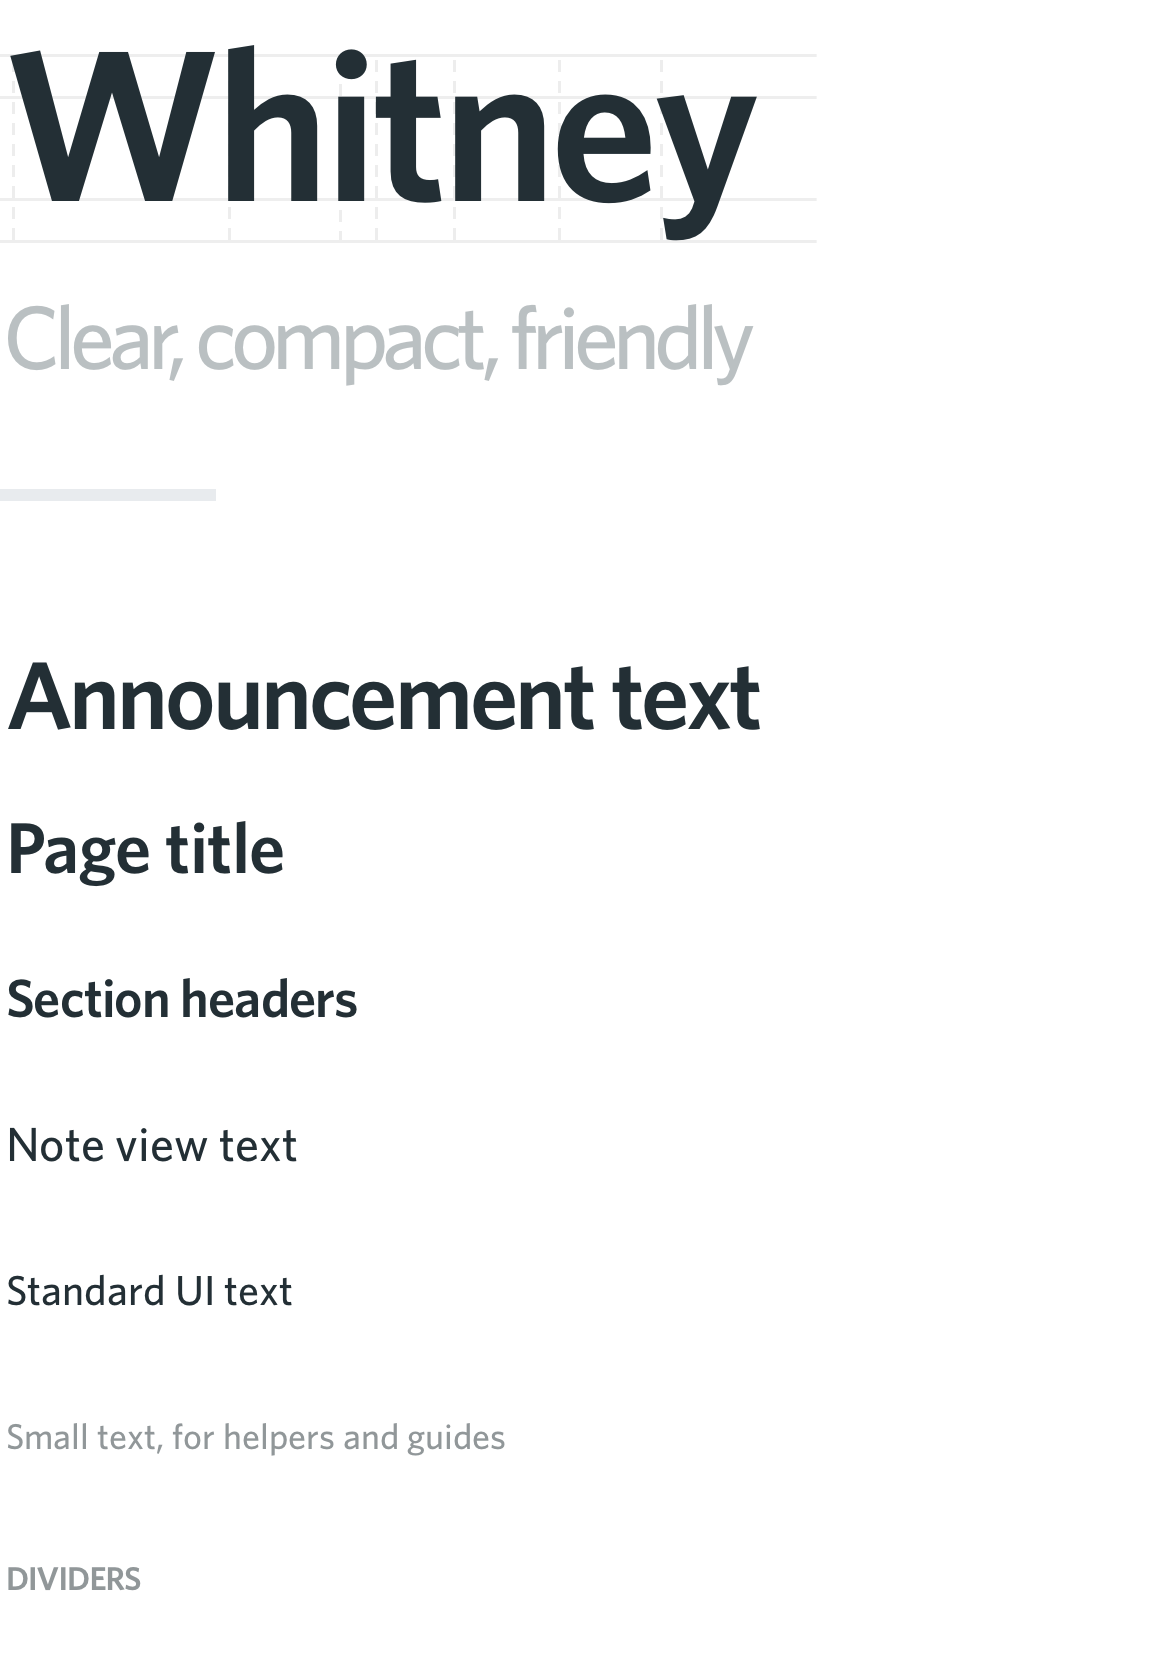 Whitney
Clear, compact, friendly
Announcement text
Page title
Section headers
Note view text
Standard UI text
Small text, for helpers and guides
DIVIDERS